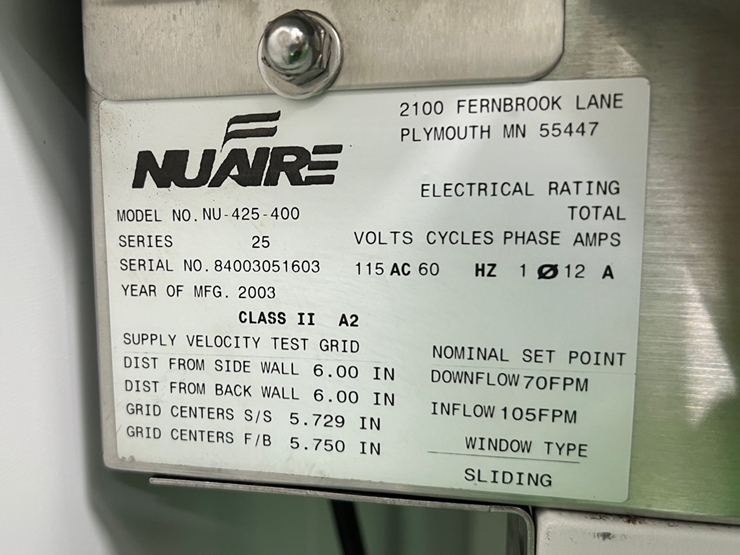 2100 FERNBROOK LANE
PLYMOUTH MN 55447
NUAIRE
ELECTRICAL RATING
TOTAL
MODEL NO. NU-425-400
SERIES 25
VOLTS CYCLES PHASE AMPS
SERIAL NO. 84003051603
115 AC 60 HZ 1 Ø 12 A
YEAR OF MFG. 2003
CLASS II A2
SUPPLY VELOCITY TEST GRID
DIST FROM SIDE WALL 6.00 IN
DIST FROM BACK WALL 6.00 IN
GRID CENTERS S/S 5.729 IN
GRID CENTERS F/B 5.750 IN
NOMINAL SET POINT
DOWNFLOW 70FPM
INFLOW 105FPM
WINDOW TYPE
SLIDING